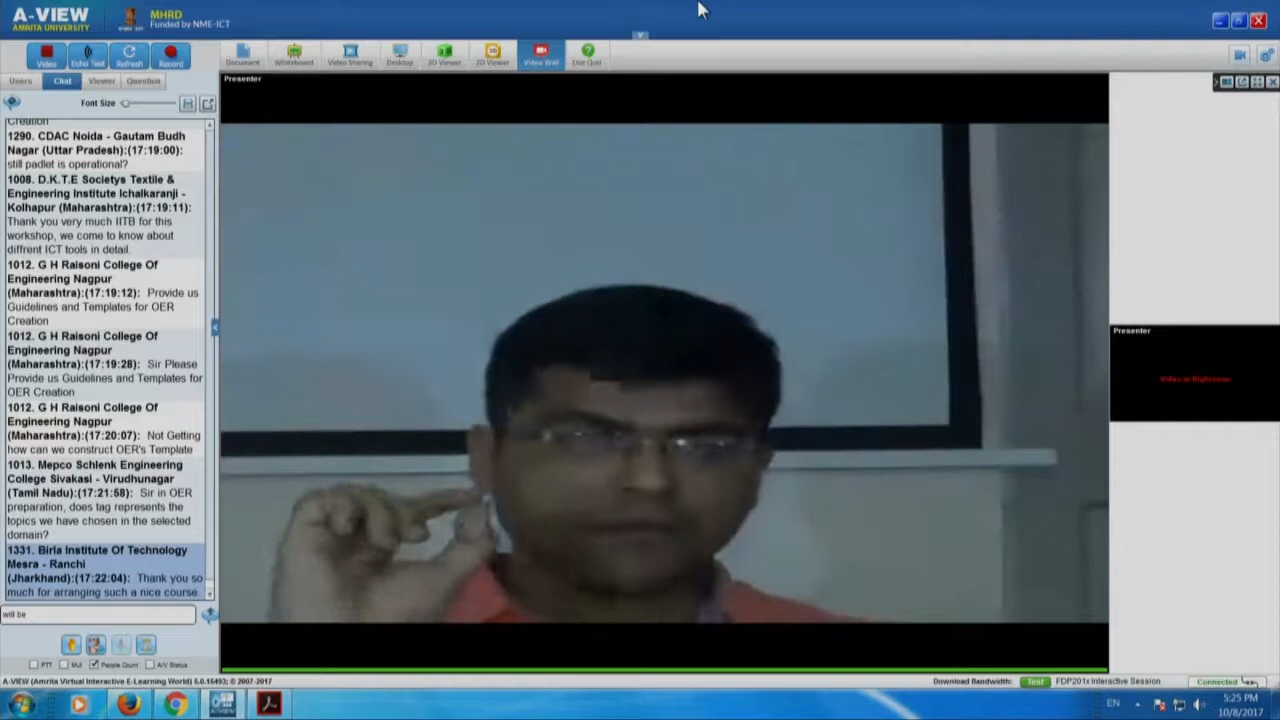 A-VIEW
AMRITA UNIVERSITY
MHRD
Funded by NME-ICT
Video
Echo Test
Refresh
Record
Document
Whiteboard
Video Sharing
Desktop
3D Viewer
2D Viewer
Video Wall
Live Quiz
Users
Chat
Viewer
Question
Font Size
Presenter
Creation
1290. CDAC Noida - Gautam Budh
Nagar (Uttar Pradesh):(17:19:00):
still padlet is operational?
1008. D.K.T.E Societys Textile &
Engineering Institute Ichalkaranji -
Kolhapur (Maharashtra):(17:19:11):
Thank you very much IITB for this
workshop, we come to know about
diffrent ICT tools in detail.
1012. G H Raisoni College Of
Engineering Nagpur
(Maharashtra):(17:19:12): Provide us
Guidelines and Templates for OER
Creation
1012. G H Raisoni College Of
Engineering Nagpur
(Maharashtra):(17:19:28): Sir Please
Provide us Guidelines and Templates for
OER Creation
1012. G H Raisoni College Of
Engineering Nagpur
(Maharashtra):(17:20:07): Not Getting
how can we construct OER's Template
1013. Mepco Schlenk Engineering
College Sivakasi - Virudhunagar
(Tamil Nadu):(17:21:58): Sir in OER
preparation, does tag represents the
topics we have chosen in the selected
domain?
1331. Birla Institute Of Technology
Mesra - Ranchi
(Jharkhand):(17:22:04): Thank you so
much for arranging such a nice course
will be
PTT
MUI
People Count
A/V Status
Presenter
A-VIEW (Amrita Virtual Interactive E-Learning World) 5.0.15493; © 2007-2017
Download Bandwidth:
Test
FDP201x Interactive Session
Connected
EN
5:25 PM
10/8/2017